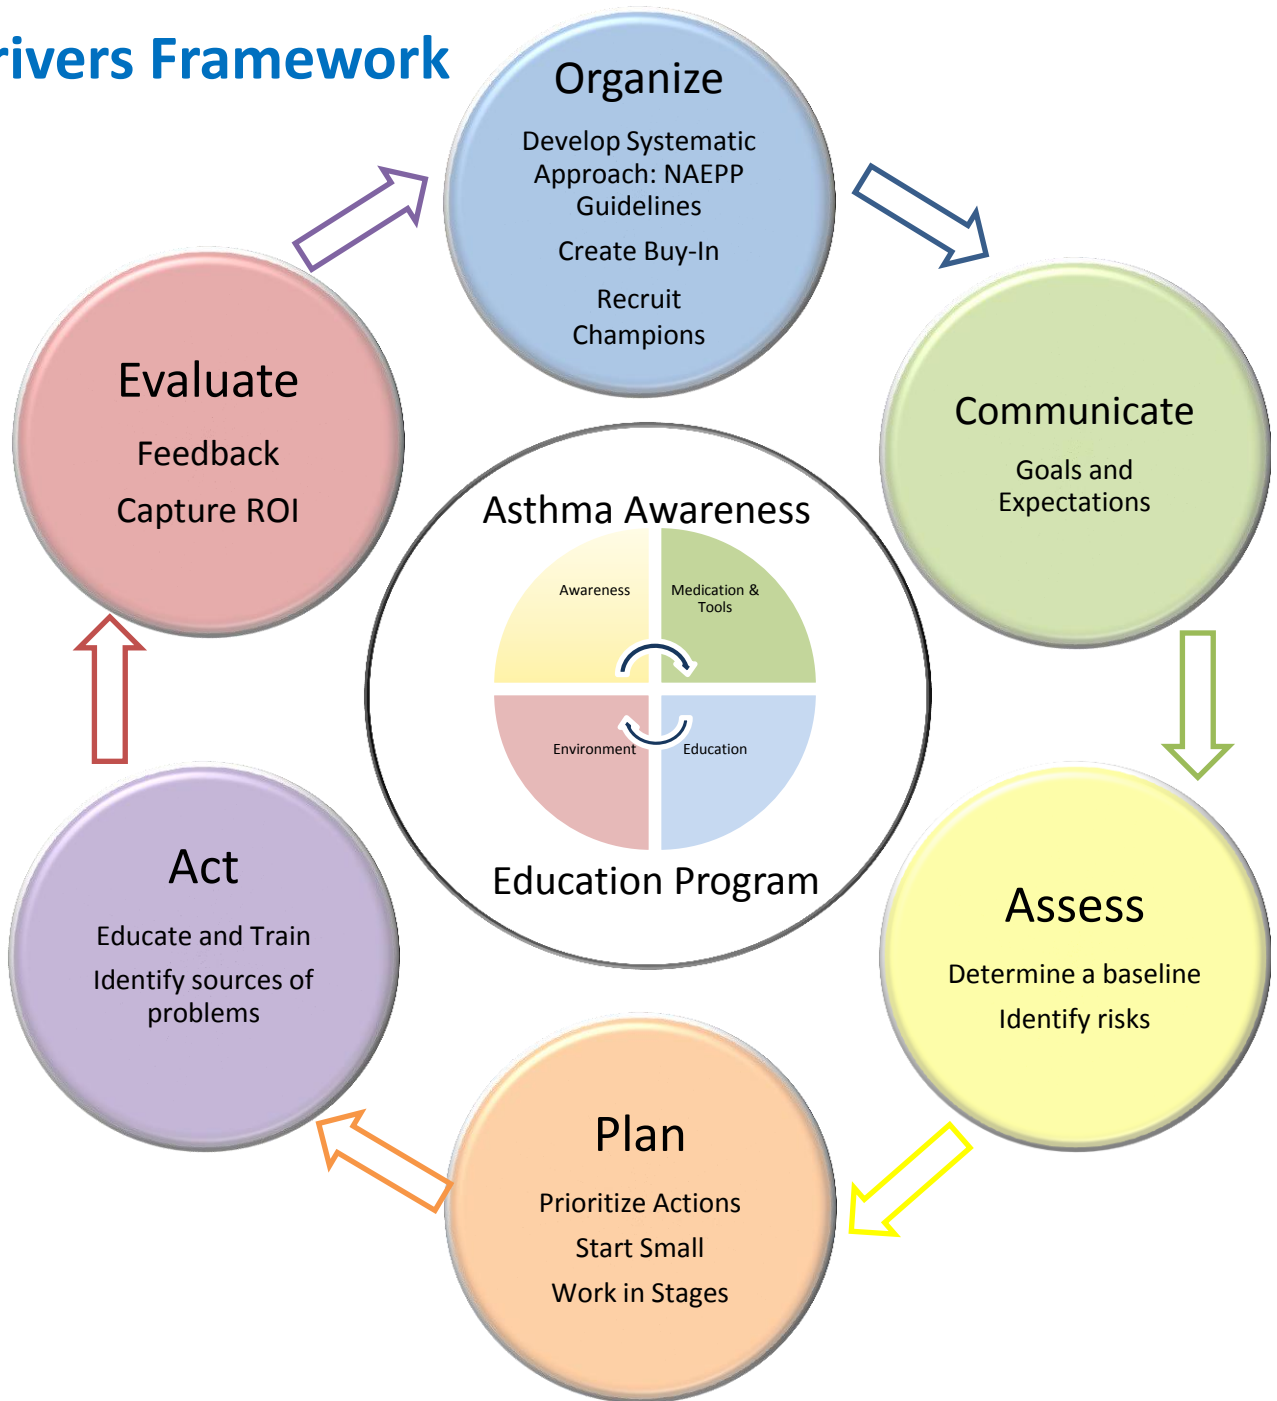 rivers Framework
Organize
Develop Systematic
Approach: NAEPP
Guidelines
Create Buy-In
Recruit
Champions
Communicate
Goals and
Expectations
Assess
Determine a baseline
Identify risks
Plan
Prioritize Actions
Start Small
Work in Stages
Act
Educate and Train
Identify sources of
problems
Evaluate
Feedback
Capture ROI
Asthma Awareness
Awareness
Medication &
Tools
Environment
Education
Education Program